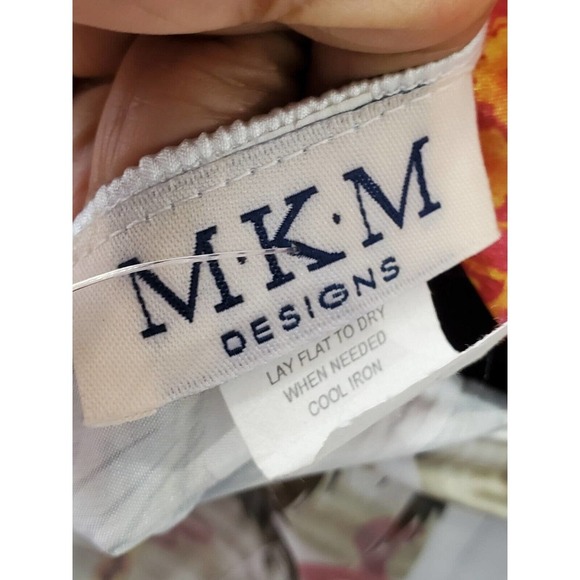 M·K·M
DESIGNS
LAY FLAT TO DRY
WHEN NEEDED
COOL IRON